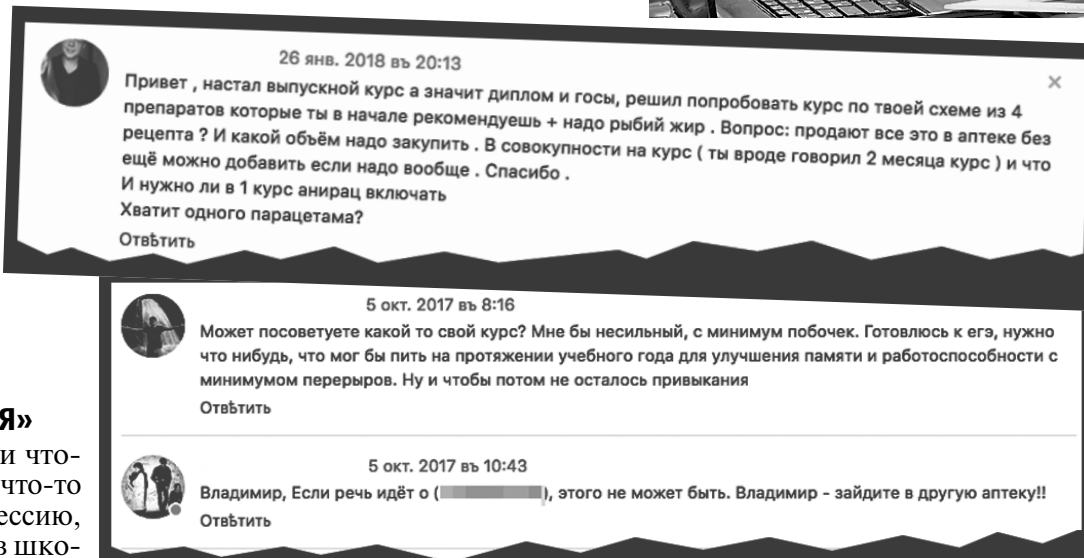 26 янв. 2018 въ 20:13
Привет , настал выпускной курс а значит диплом и госы, решил попробовать курс по твоей схеме из 4
препаратов которые ты в начале рекомендуешь + надо рыбий жир . Вопрос: продают все это в аптеке без
рецепта ? И какой объём надо закупить . В совокупности на курс ( ты вроде говорил 2 месяца курс ) и что
ещё можно добавить если надо вообще . Спасибо .
И нужно ли в 1 курс анирац включать
Хватит одного парацетама?
Отвѣтить
5 окт. 2017 въ 8:16
Может посоветуете какой то свой курс? Мне бы несильный, с минимум побочек. Готовлюсь к егэ, нужно
что нибудь, что мог бы пить на протяжении учебного года для улучшения памяти и работоспособности с
минимумом перерыров. Ну и чтобы потом не осталось привыкания
Отвѣтить
5 окт. 2017 въ 10:43
Владимир, Если речь идёт о ( ), этого не может быть. Владимир - зайдите в другую аптеку!!
Отвѣтить
Я»
и что-
что-то
ессию,
в шко-